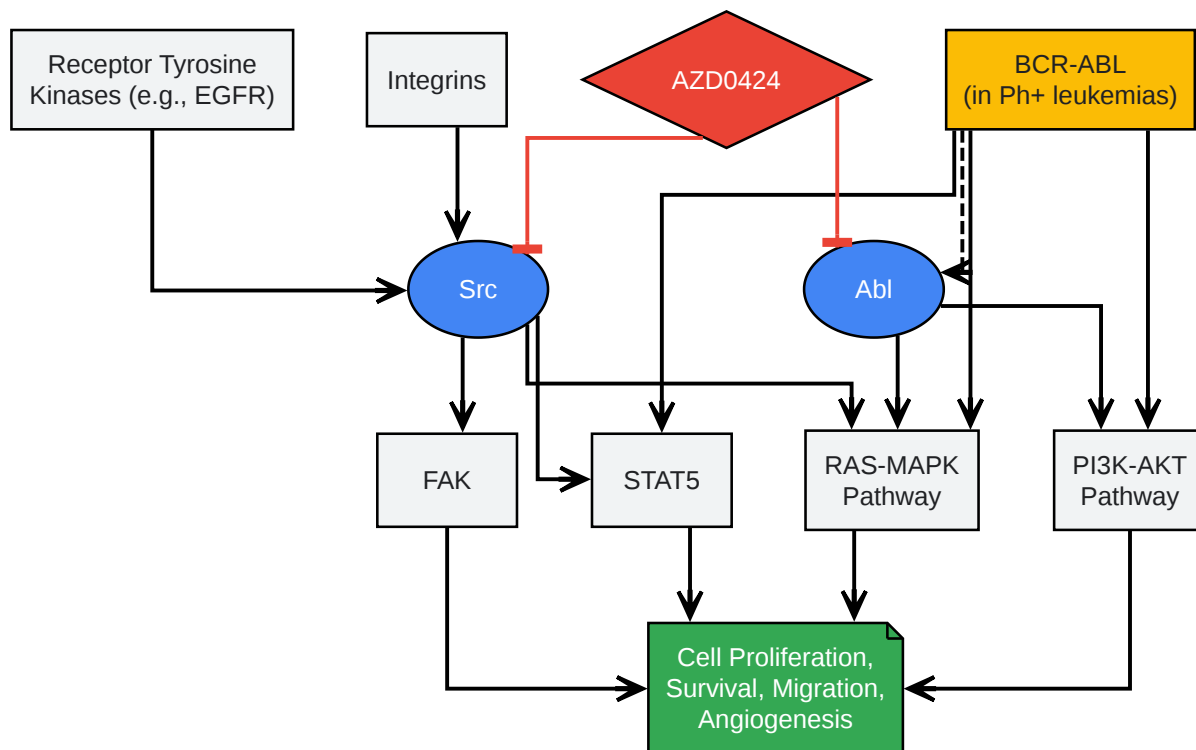 Receptor Tyrosine
Kinases (e.g., EGFR)
Integrins
AZD0424
BCR-ABL
(in Ph+ leukemias)
Src
Abl
FAK
STAT5
RAS-MAPK
Pathway
PI3K-AKT
Pathway
Cell Proliferation,
Survival, Migration,
Angiogenesis